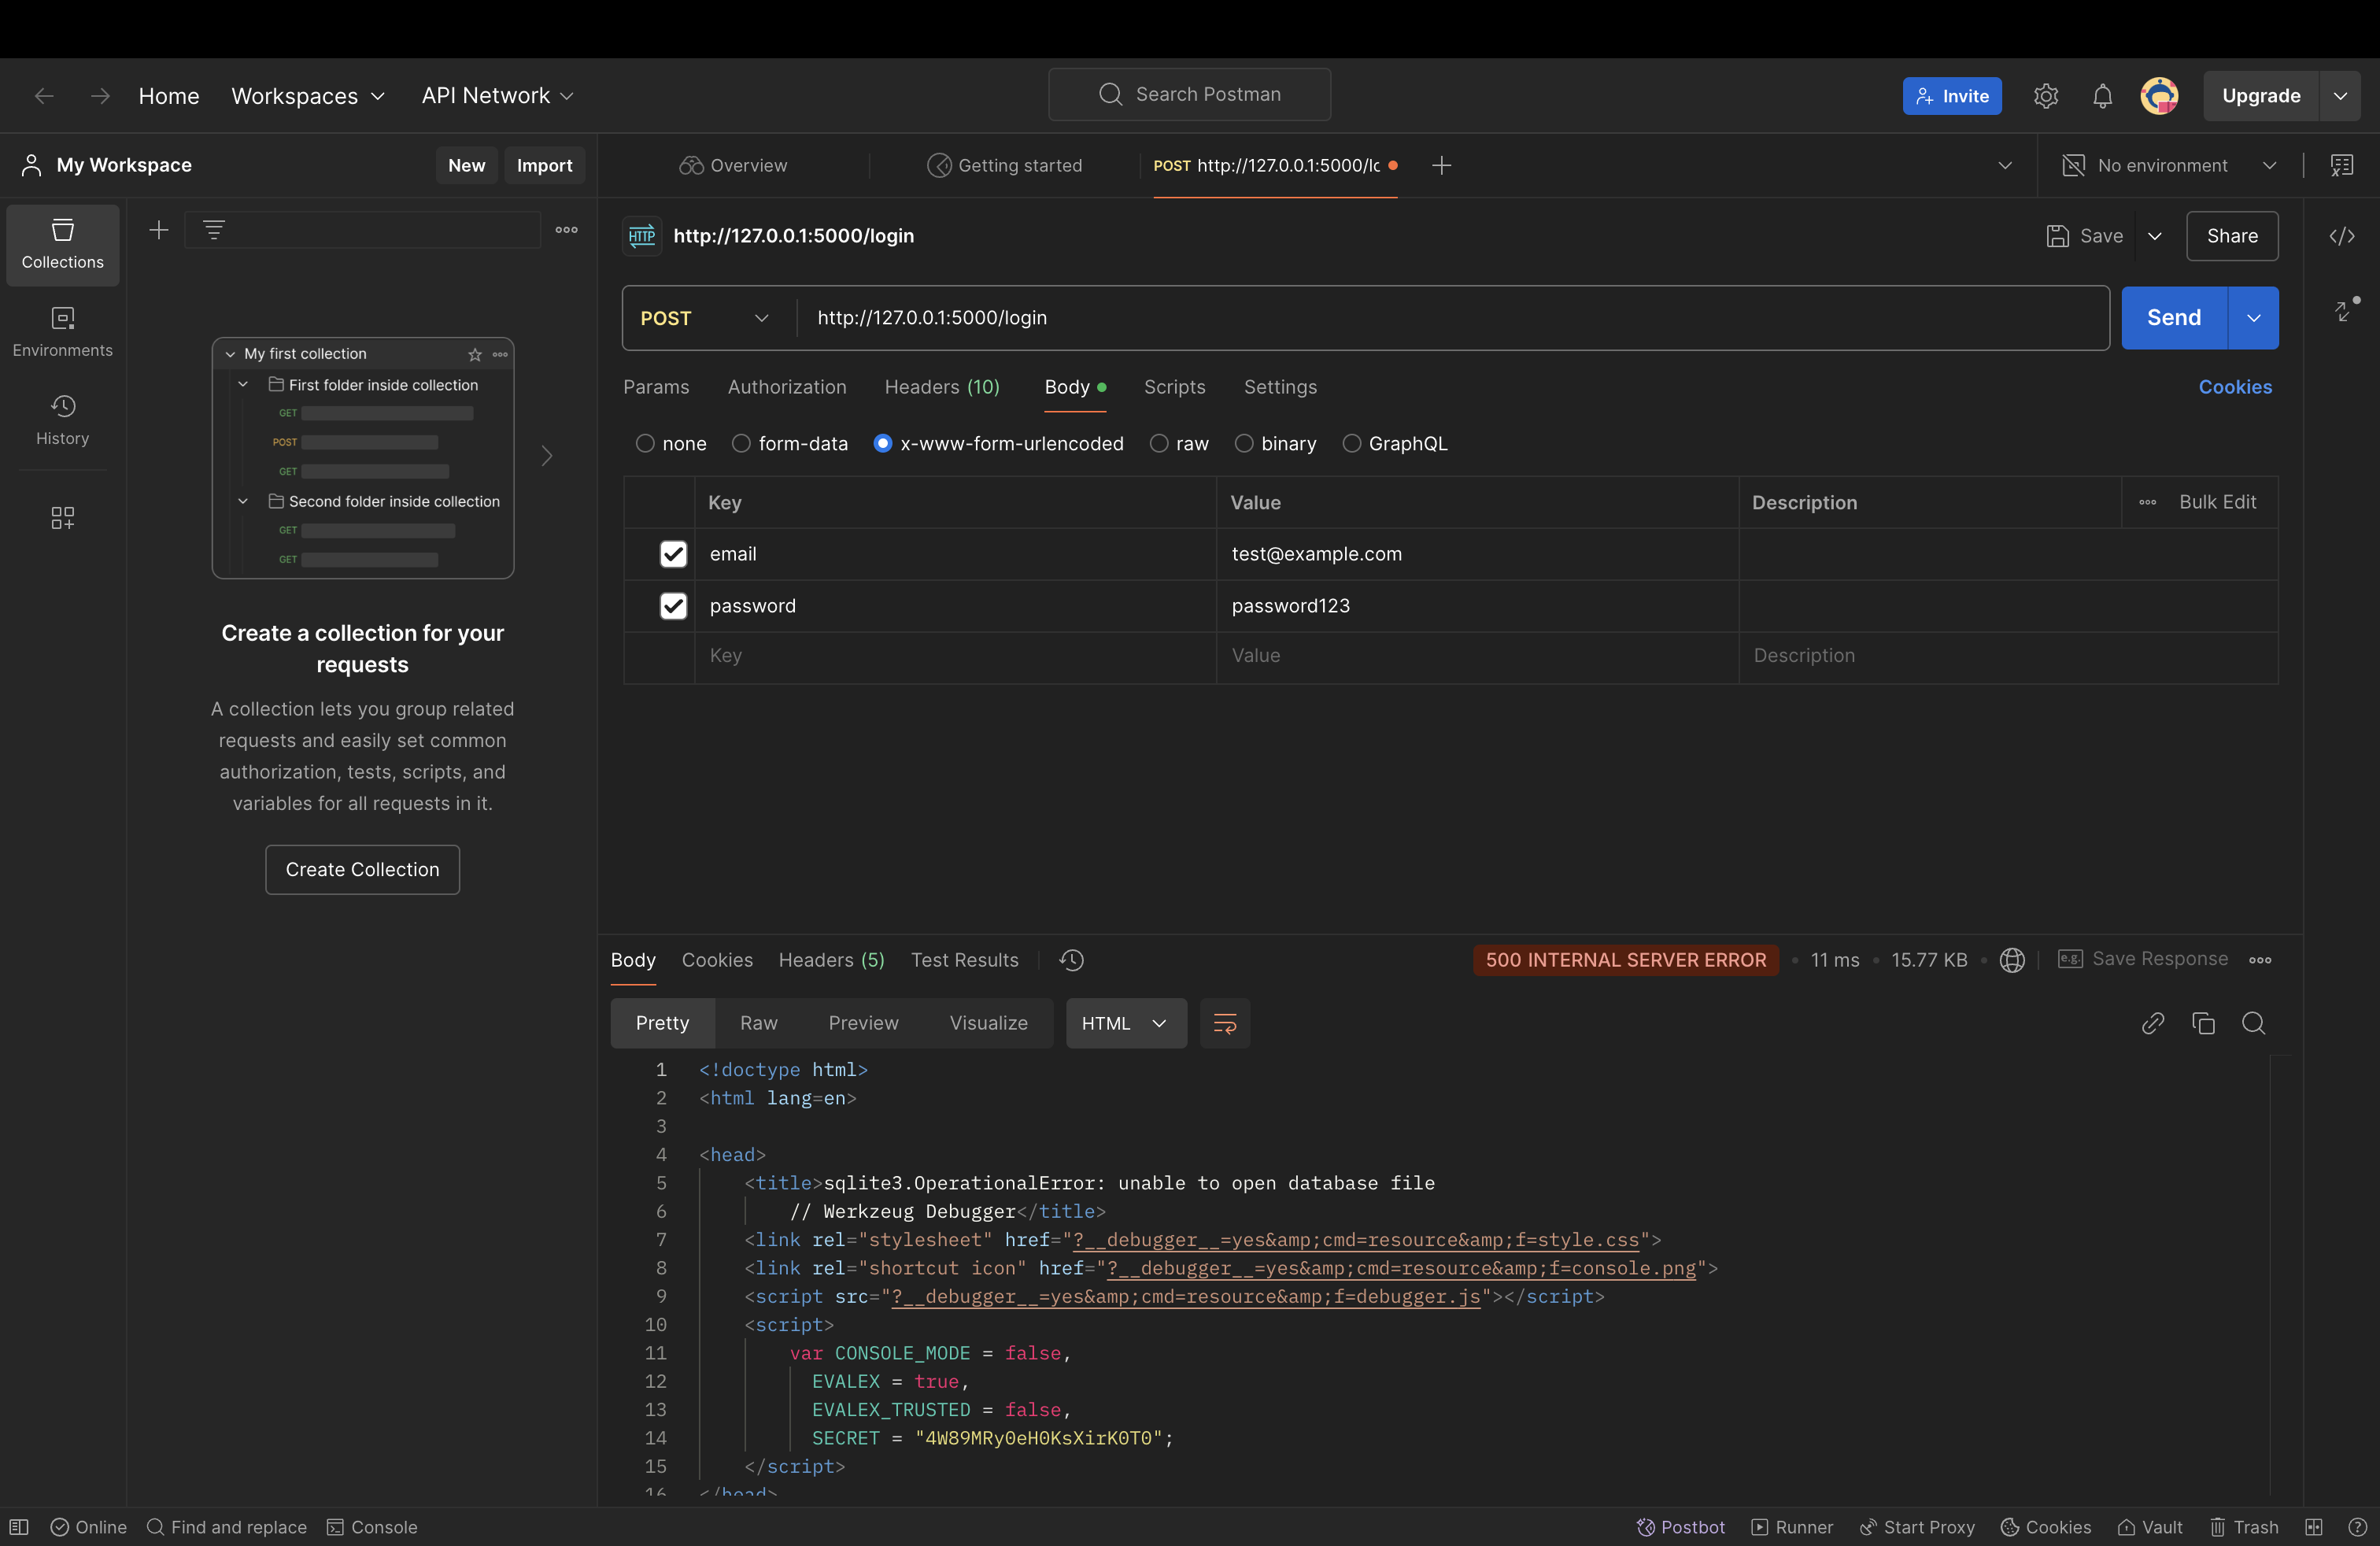 Home Workspaces API Network
Search Postman
Invite
Upgrade
My Workspace
New Import
Overview
Getting started
POST http://127.0.0.1:5000/lc
No environment
Collections
Environments
History
My first collection
First folder inside collection
GET
POST
GET
Second folder inside collection
GET
GET
Create a collection for your
requests
A collection lets you group related
requests and easily set common
authorization, tests, scripts, and
variables for all requests in it.
Create Collection
HTTP http://127.0.0.1:5000/login
Save
Share
POST http://127.0.0.1:5000/login
Send
Params Authorization Headers (10) Body Scripts Settings
Cookies
none form-data x-www-form-urlencoded raw binary GraphQL
Key Value Description Bulk Edit
email test@example.com
password password123
Key Value Description
Body Cookies Headers (5) Test Results
500 INTERNAL SERVER ERROR 11 ms 15.77 KB e.g. Save Response
Pretty Raw Preview Visualize HTML
1 <!doctype html>
2 <html lang=en>
3
4 <head>
5 <title>sqlite3.OperationalError: unable to open database file
6 // Werkzeug Debugger</title>
7 <link rel="stylesheet" href="?__debugger__=yes&amp;cmd=resource&amp;f=style.css">
8 <link rel="shortcut icon" href="?__debugger__=yes&amp;cmd=resource&amp;f=console.png">
9 <script src="?__debugger__=yes&amp;cmd=resource&amp;f=debugger.js"></script>
10 <script>
11 var CONSOLE_MODE = false,
12 EVALEX = true,
13 EVALEX_TRUSTED = false,
14 SECRET = "4W89MRy0eH0KsXirK0T0";
15 </script>
16 </head>
Online Find and replace Console
Postbot Runner Start Proxy Cookies Vault Trash